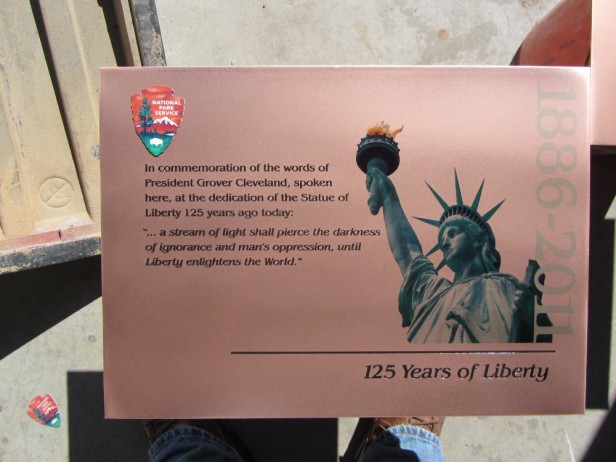 NATIONAL
PARK
SERVICE
In commemoration of the words of
President Grover Cleveland, spoken
here, at the dedication of the Statue of
Liberty 125 years ago today:
"... a stream of light shall pierce the darkness
of ignorance and man's oppression, until
Liberty enlightens the World."
1886-2011
125 Years of Liberty